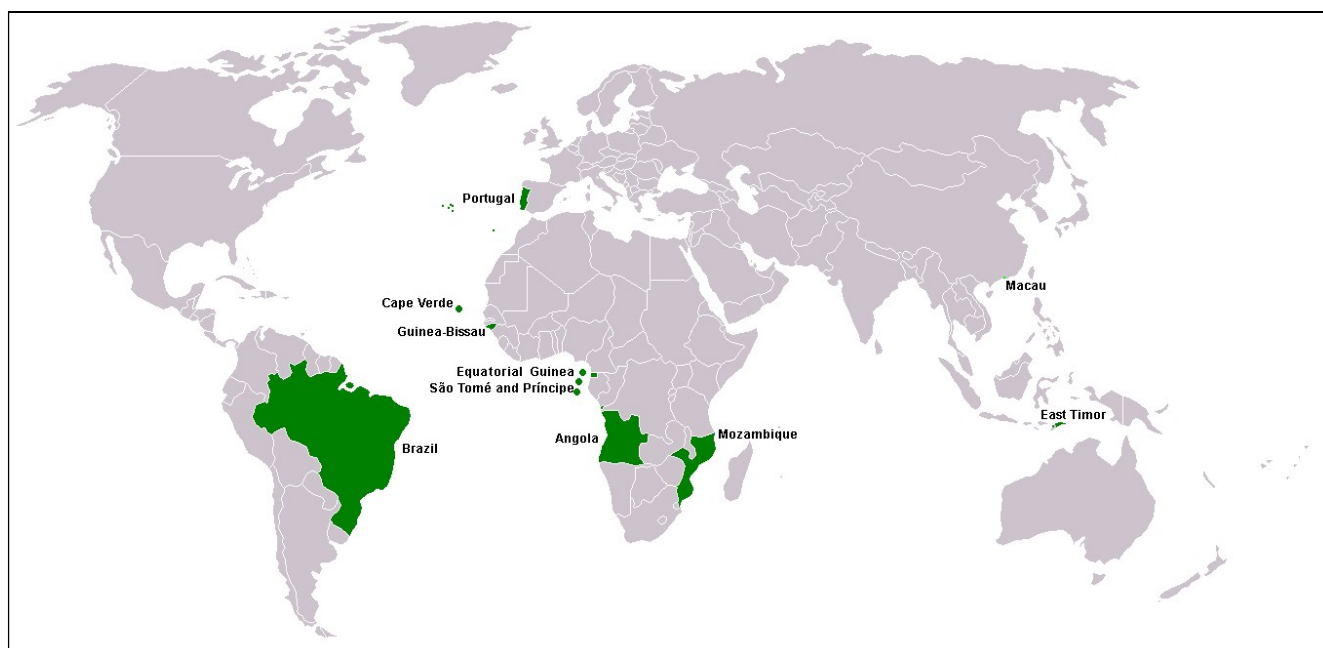 Portugal
Macau
Cape Verde
Guinea-Bissau
Equatorial Guinea
São Tomé and Príncipe
East Timor
Mozambique
Angola
Brazil